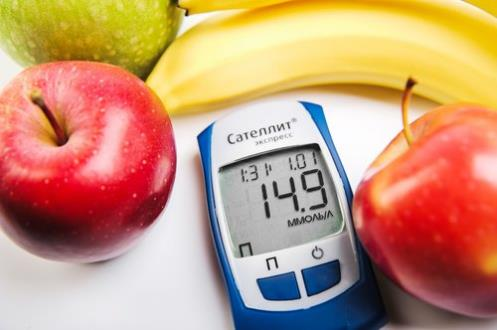 Сателлит®
экспресс
1:31 1.01
14.9
ММОЛЬ/Л
П
П